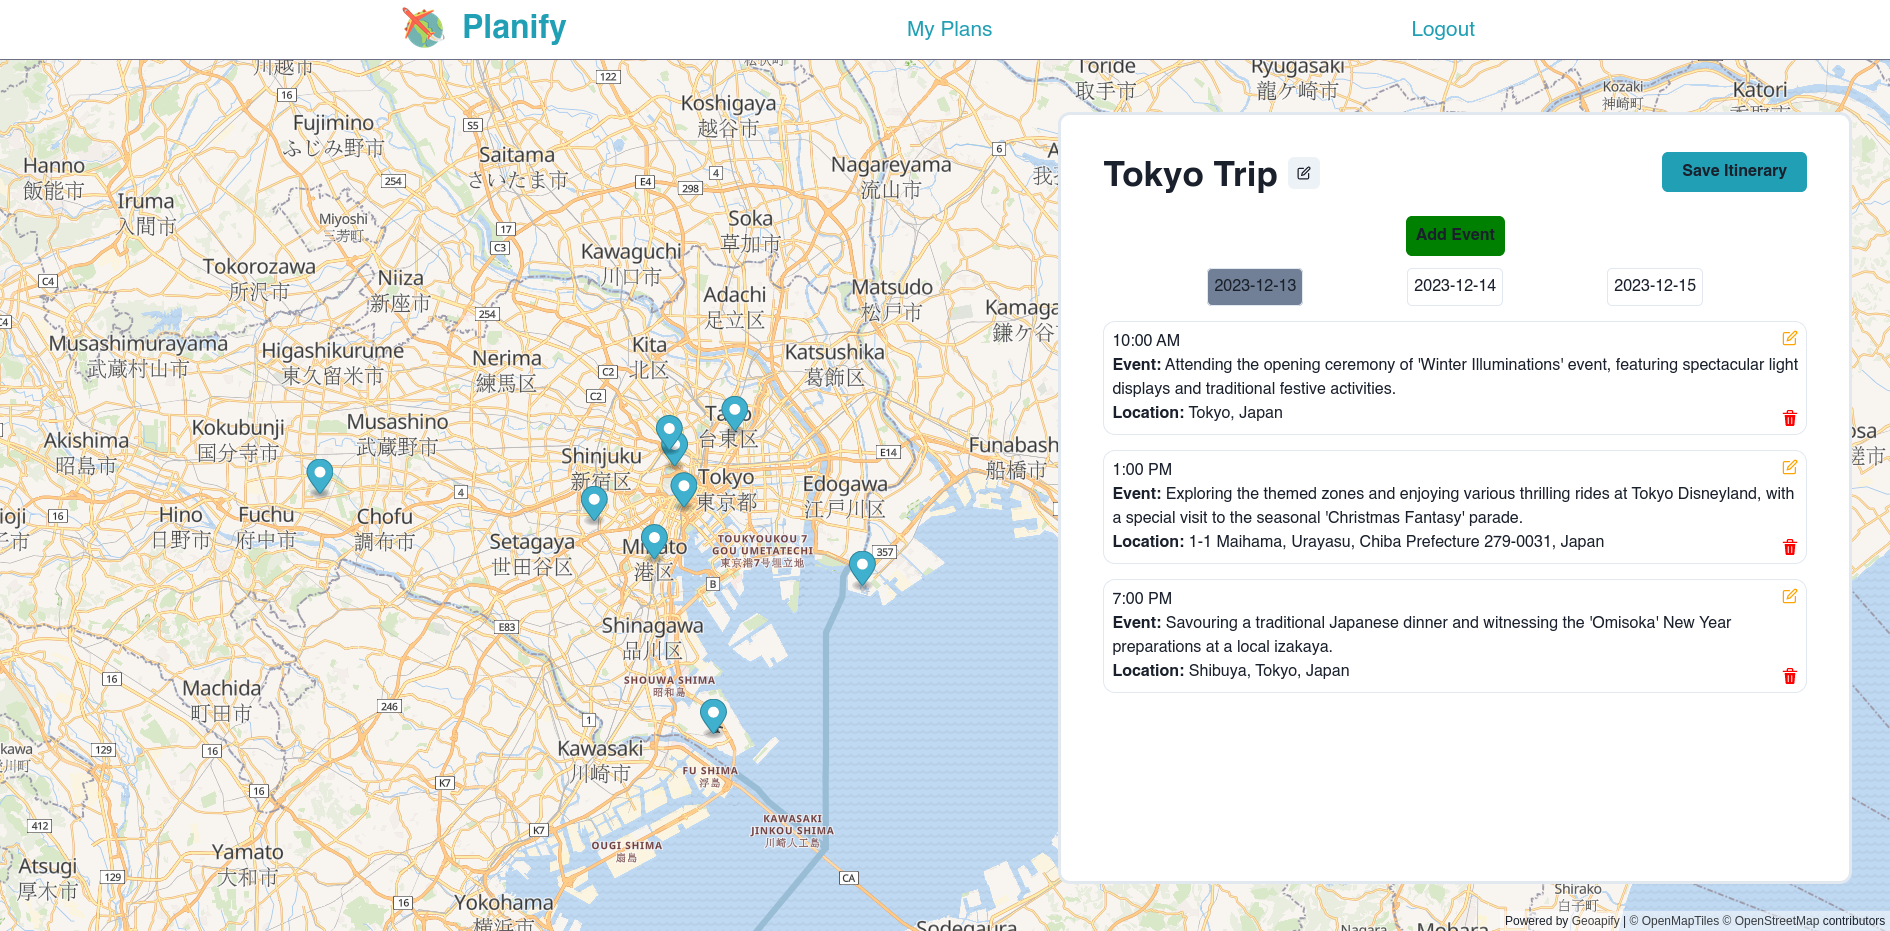 Planify
My Plans
Logout
Tokyo Trip
Save Itinerary
Add Event
2023-12-13
2023-12-14
2023-12-15
10:00 AM
Event: Attending the opening ceremony of 'Winter Illuminations' event, featuring spectacular light
displays and traditional festive activities.
Location: Tokyo, Japan
1:00 PM
Event: Exploring the themed zones and enjoying various thrilling rides at Tokyo Disneyland, with
a special visit to the seasonal 'Christmas Fantasy' parade.
Location: 1-1 Maihama, Urayasu, Chiba Prefecture 279-0031, Japan
7:00 PM
Event: Savouring a traditional Japanese dinner and witnessing the 'Omisoka' New Year
preparations at a local izakaya.
Location: Shibuya, Tokyo, Japan
川越市
122
Toride
取手市
Ryugasaki
龍ケ崎市
Kozaki
神崎町
Katori
16
Koshigaya
越谷市
Fujimino
ふじみ野市
S5
Saitama
さいたま市
6
Nagareyama
流山市
Hanno
飯能市
254
E4
298
4
Iruma
入間市
Miyoshi
三芳町
17
C3
Soka
草加市
Kawaguchi
川口市
Tokorozawa
所沢市
Niiza
新座市
C4
Adachi
足立区
Matsudo
松戸市
Kamaga
鎌ケ谷
254
C4
Musashimurayama
武蔵村山市
Higashikurume
東久留米市
Nerima
練馬区
Kita
北区
Katsushika
葛飾区
C2
C2
Akishima
昭島市
Kokubunji
国分寺市
Musashino
武蔵野市
台東区
Shinjuku
新宿区
E14
Funabash
船橋市
Tokyo
東京都
Edogawa
江戸川区
4
16
Hino
日野市
Fuchu
府中市
Chofu
調布市
Setagaya
世田谷区
港区
TOUKYOUKOU 7
GOU UMETATECHI
東京港7号埋立地
357
B
E83
Shinagawa
品川区
SHOUWA SHIMA
昭和島
16
Machida
町田市
246
1
Kawasaki
川崎市
129
16
K7
16
FU SHIMA
浮島
412
K7
KAWASAKI
JINKOU SHIMA
川崎人工島
OUGI SHIMA
扇島
Atsugi
厚木市
129
Yamato
大和市
CA
16
Yokohama
横浜市
Sodegaura
Shirako
白子町
Nagara
Mobara
Powered by Geoapify | © OpenMapTiles © OpenStreetMap contributors